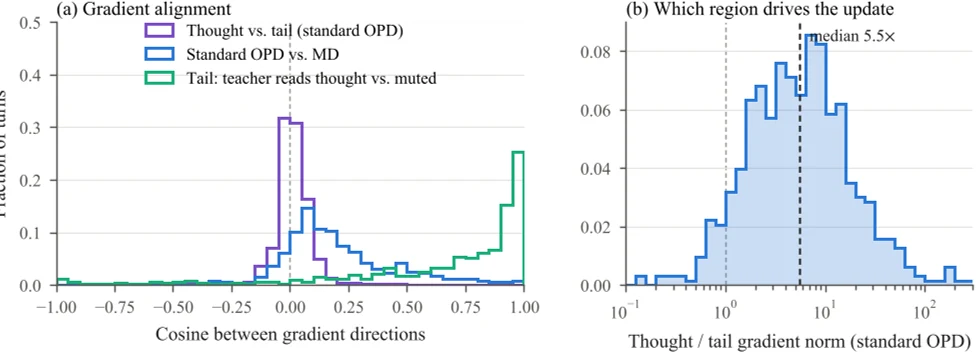 (a) Gradient alignment
Thought vs. tail (standard OPD)
Standard OPD vs. MD
Tail: teacher reads thought vs. muted
0.5
0.4
0.3
0.2
0.1
0.0
Fraction of turns
−1.00 −0.75 −0.50 −0.25 0.00 0.25 0.50 0.75 1.00
Cosine between gradient directions
(b) Which region drives the update
median 5.5×
0.08
0.06
0.04
0.02
0.00
10⁻¹ 10⁰ 10¹ 10²
Thought / tail gradient norm (standard OPD)